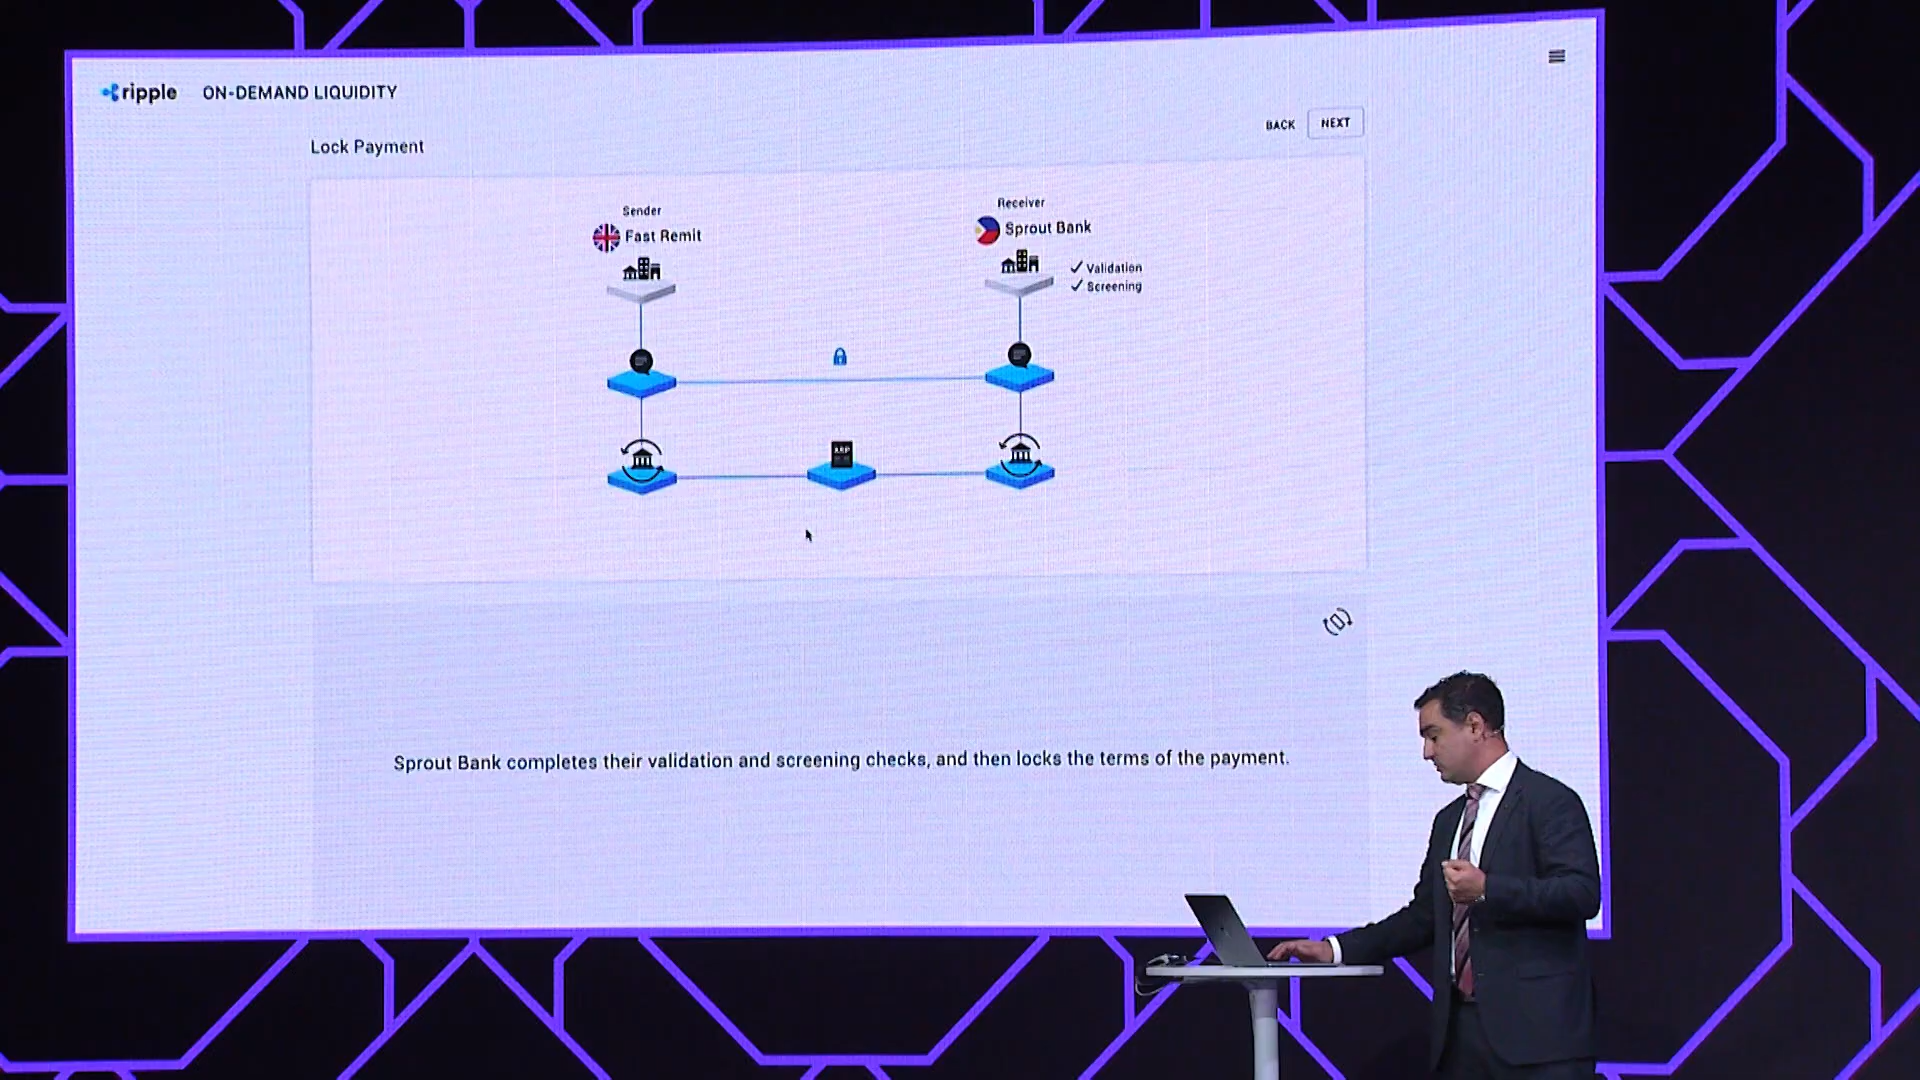 ripple ON-DEMAND LIQUIDITY
BACK NEXT
Lock Payment
Sender
Fast Remit
Receiver
Sprout Bank
✓ Validation
✓ Screening
XRP
Sprout Bank completes their validation and screening checks, and then locks the terms of the payment.